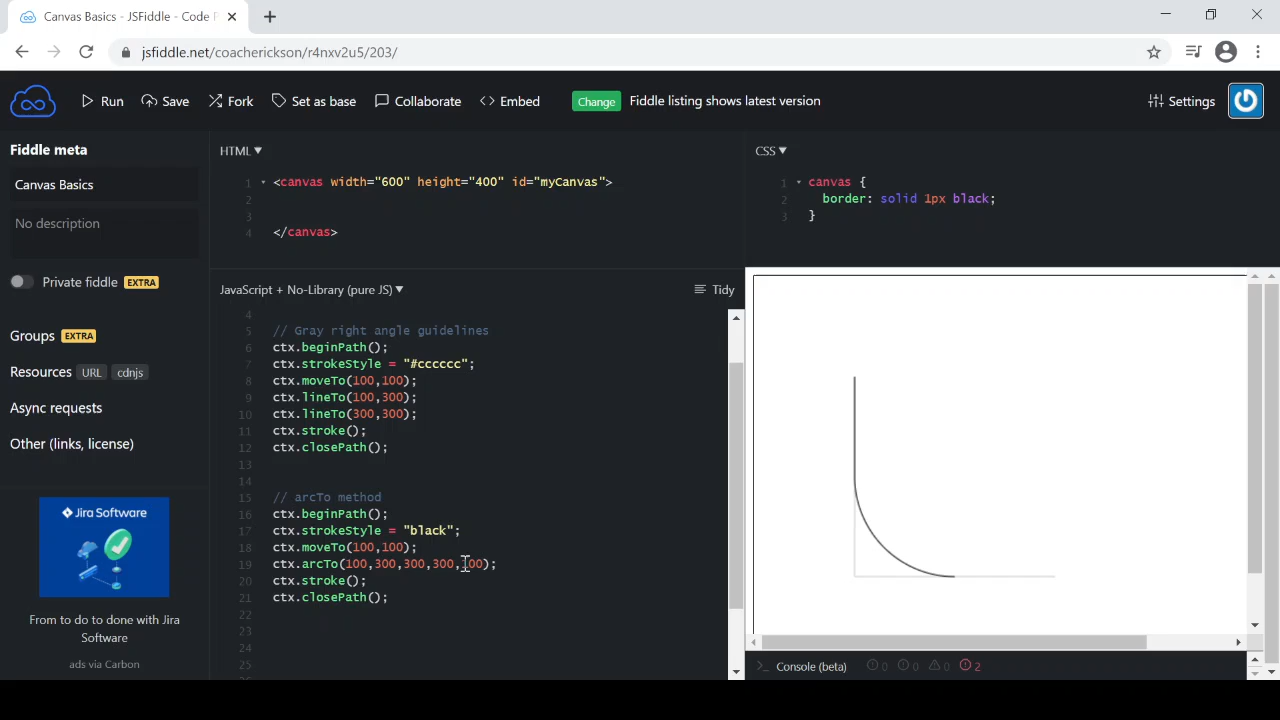 Canvas Basics - JSFiddle - Code P
jsfiddle.net/coacherickson/r4nxv2u5/203/
Run
Save
Fork
Set as base
Collaborate
<> Embed
Change
Fiddle listing shows latest version
Settings
Fiddle meta
Canvas Basics
No description
Private fiddle EXTRA
Groups EXTRA
Resources URL cdnjs
Async requests
Other (links, license)
Jira Software
From to do to done with Jira
Software
ads via Carbon
HTML
1 <canvas width="600" height="400" id="myCanvas">
2
3
4 </canvas>
CSS
1 canvas {
2 border: solid 1px black;
3 }
JavaScript + No-Library (pure JS)
Tidy
4
5 // Gray right angle guidelines
6 ctx.beginPath();
7 ctx.strokeStyle = "#cccccc";
8 ctx.moveTo(100,100);
9 ctx.lineTo(100,300);
10 ctx.lineTo(300,300);
11 ctx.stroke();
12 ctx.closePath();
13
14
15 // arcTo method
16 ctx.beginPath();
17 ctx.strokeStyle = "black";
18 ctx.moveTo(100,100);
19 ctx.arcTo(100,300,300,300,100);
20 ctx.stroke();
21 ctx.closePath();
22
23
24
25
>_ Console (beta) 0 0 0 2